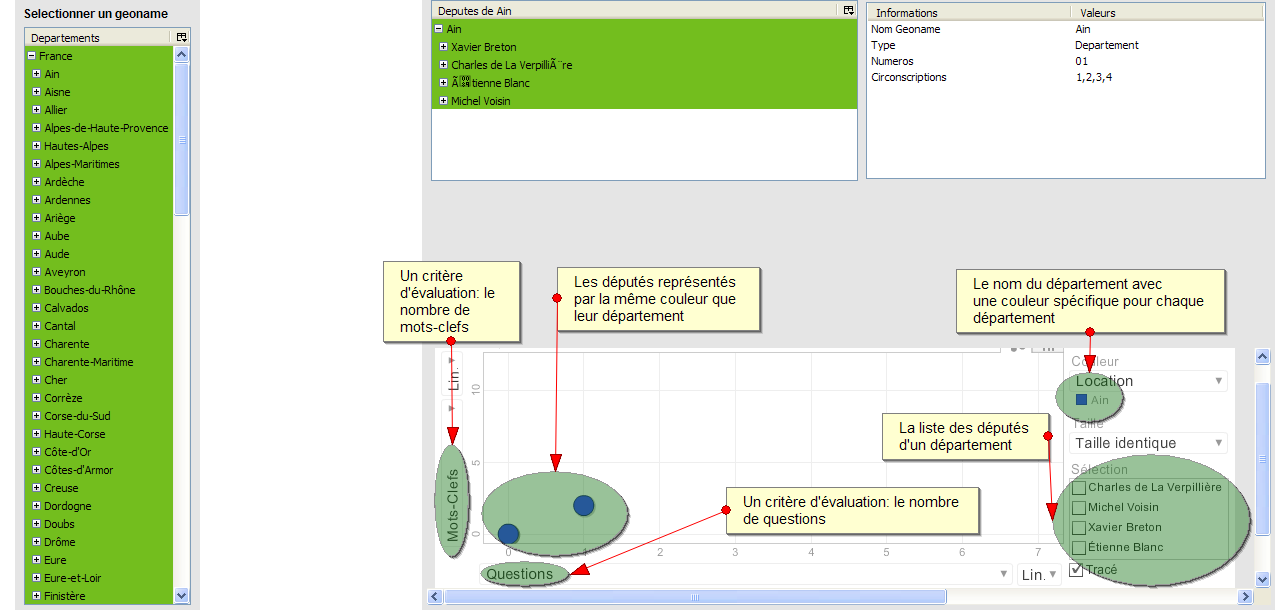 Selectionner un geoname
Departements
France
Ain
Aisne
Allier
Alpes-de-Haute-Provence
Hautes-Alpes
Alpes-Maritimes
Ardèche
Ardennes
Ariège
Aube
Aude
Aveyron
Bouches-du-Rhône
Calvados
Cantal
Charente
Charente-Maritime
Cher
Corrèze
Corse-du-Sud
Haute-Corse
Côte-d'Or
Côtes-d'Armor
Creuse
Dordogne
Doubs
Drôme
Eure
Eure-et-Loir
Finistère
Deputes de Ain
Ain
Xavier Breton
Charles de La VerpilliÃ¨re
tienne Blanc
Michel Voisin
Informations Valeurs
Nom Geoname Ain
Type Departement
Numeros 01
Circonscriptions 1,2,3,4
Un critère
d'évaluation: le
nombre de
mots-clefs
Les députés représentés
par la même couleur que
leur département
Le nom du département avec
une couleur spécifique pour chaque
département
La liste des députés
d'un département
Un critère d'évaluation: le nombre
de questions
Lin.
Mots-Clefs
10
5
0
0 1 2 3 4 5 6 7
Questions
Lin.
Couleur
Location
Ain
Taille
Taille identique
Sélection
Charles de La Verpillière
Michel Voisin
Xavier Breton
Étienne Blanc
Tracé